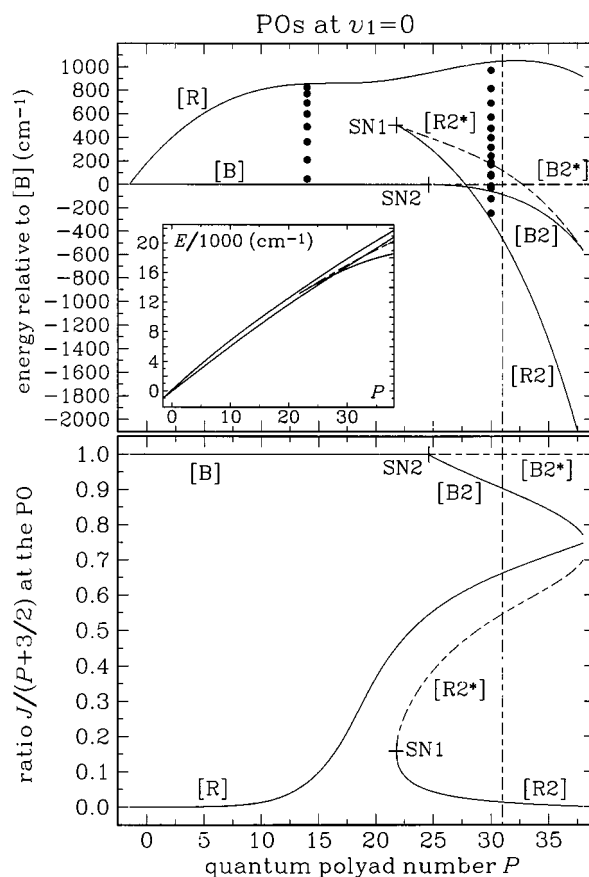 POs at v₁=0
energy relative to [B] (cm⁻¹)
1000
800
600
400
200
0
-200
-400
-600
-800
-1000
-1200
-1400
-1600
-1800
-2000
[R]
[B]
SN1
[R2*]
SN2
[B2*]
[B2]
[R2]
E/1000 (cm⁻¹)
20
16
12
8
4
0
0
10
20
30
P
ratio J/(P+3/2) at the PO
1.0
0.9
0.8
0.7
0.6
0.5
0.4
0.3
0.2
0.1
0.0
[B]
SN2
[B2]
[B2*]
[R2*]
SN1
[R]
[R2]
0
5
10
15
20
25
30
35
quantum polyad number P